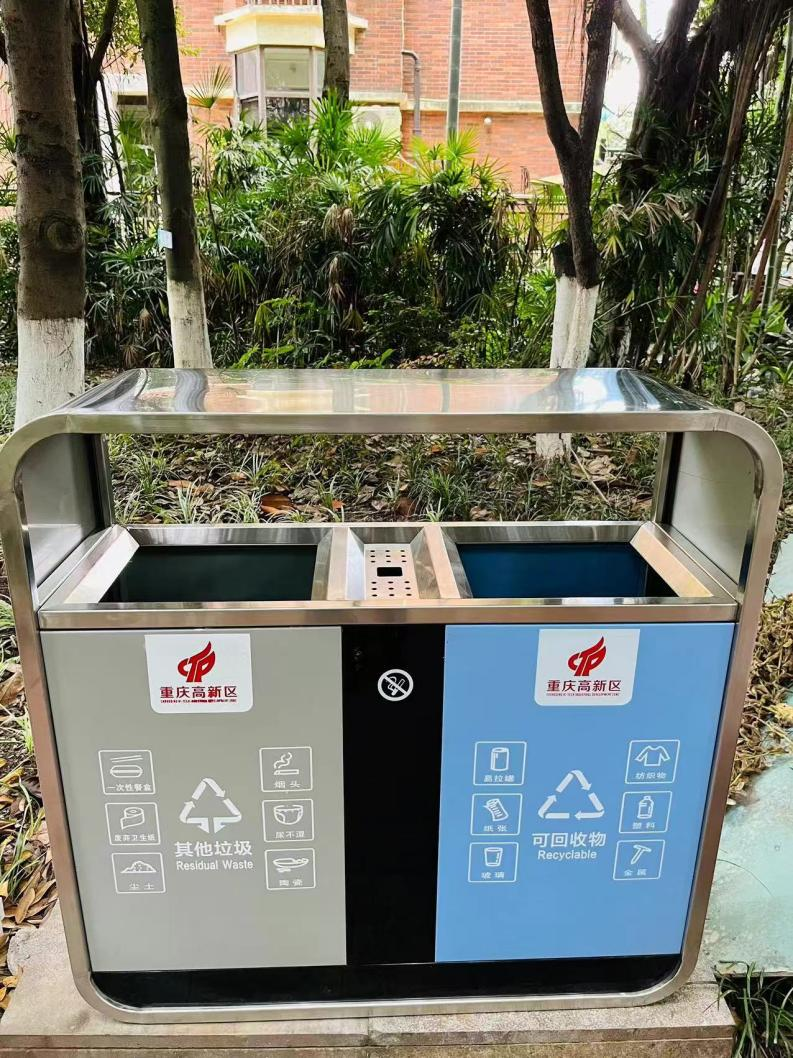 重庆高新区
重庆高新区
一次性餐盒
烟头
废弃卫生纸
尿不湿
尘土
陶瓷
其他垃圾
Residual Waste
易拉罐
纺织物
纸张
塑料
玻璃
金属
可回收物
Recyclable